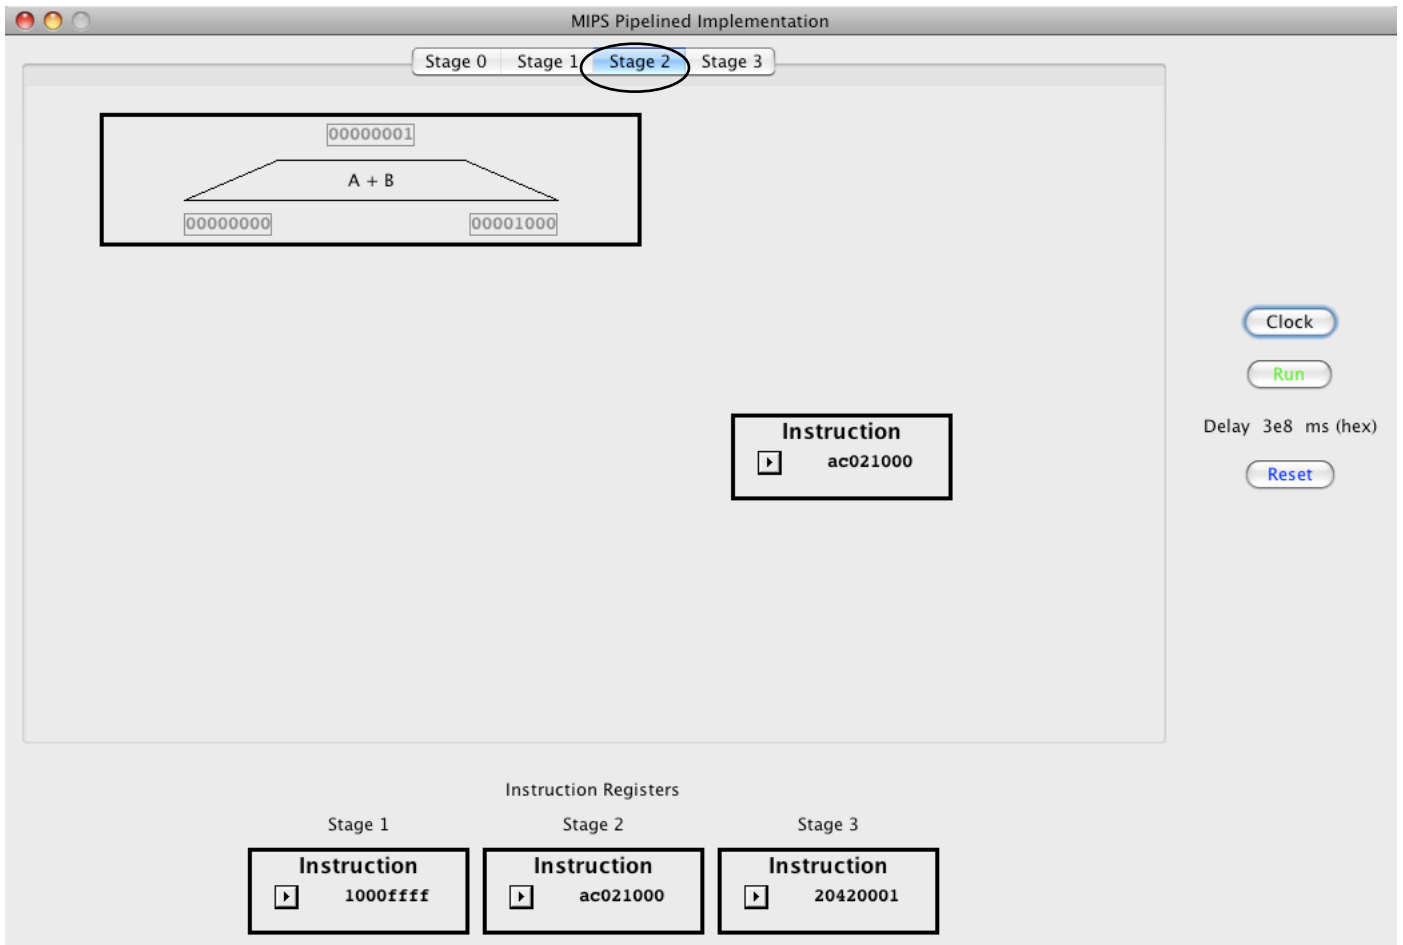 MIPS Pipelined Implementation
Stage 0 Stage 1 Stage 2 Stage 3
00000001
A + B
00000000 00001000
Clock
Run
Instruction
ac021000
Delay 3e8 ms (hex)
Reset
Instruction Registers
Stage 1 Stage 2 Stage 3
Instruction Instruction Instruction
1000ffff ac021000 20420001